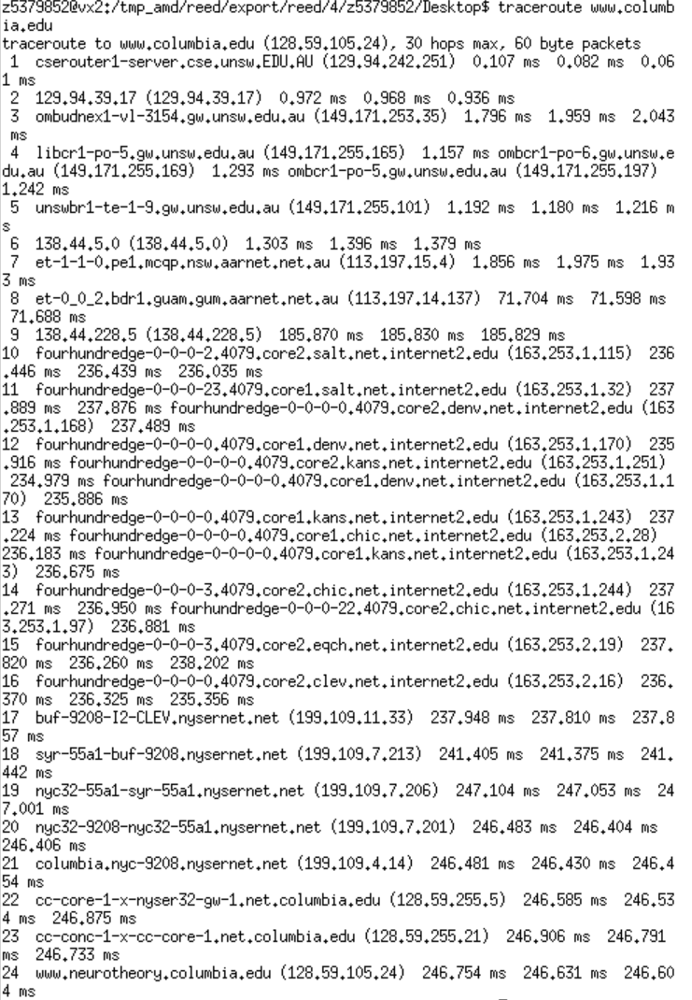 z5379852@vx2:/tmp_amd/reed/export/reed/4/z5379852/Desktop$ traceroute www.columb
ia.edu
traceroute to www.columbia.edu (128.59.105.24), 30 hops max, 60 byte packets
 1  cserouter1-server.cse.unsw.EDU.AU (129.94.242.251)  0.107 ms  0.082 ms  0.06
1 ms
 2  129.94.39.17 (129.94.39.17)  0.972 ms  0.968 ms  0.936 ms
 3  ombudnex1-vl-3154.gw.unsw.edu.au (149.171.253.35)  1.796 ms  1.959 ms  2.043
ms
 4  libcr1-po-5.gw.unsw.edu.au (149.171.255.165)  1.157 ms ombcr1-po-6.gw.unsw.e
du.au (149.171.255.169)  1.293 ms ombcr1-po-5.gw.unsw.edu.au (149.171.255.197)
1.242 ms
 5  unswbr1-te-1-9.gw.unsw.edu.au (149.171.255.101)  1.192 ms  1.180 ms  1.216 m
s
 6  138.44.5.0 (138.44.5.0)  1.303 ms  1.396 ms  1.379 ms
 7  et-1-1-0.pe1.mcqp.nsw.aarnet.net.au (113.197.15.4)  1.856 ms  1.975 ms  1.93
3 ms
 8  et-0_0_2.bdr1.guam.gum.aarnet.net.au (113.197.14.137)  71.704 ms  71.598 ms
 71.688 ms
 9  138.44.228.5 (138.44.228.5)  185.870 ms  185.830 ms  185.829 ms
10  fourhundredge-0-0-0-2.4079.core2.salt.net.internet2.edu (163.253.1.115)  236
.446 ms  236.439 ms  236.035 ms
11  fourhundredge-0-0-0-23.4079.core1.salt.net.internet2.edu (163.253.1.32)  237
.889 ms  237.876 ms fourhundredge-0-0-0-0.4079.core2.denv.net.internet2.edu (163
.253.1.168)  237.489 ms
12  fourhundredge-0-0-0-0.4079.core1.denv.net.internet2.edu (163.253.1.170)  235
.916 ms fourhundredge-0-0-0-0.4079.core2.kans.net.internet2.edu (163.253.1.251)
 234.979 ms fourhundredge-0-0-0-0.4079.core1.denv.net.internet2.edu (163.253.1.1
70)  235.886 ms
13  fourhundredge-0-0-0-0.4079.core1.kans.net.internet2.edu (163.253.1.243)  237
.224 ms fourhundredge-0-0-0-0.4079.core1.chic.net.internet2.edu (163.253.2.28)
236.183 ms fourhundredge-0-0-0-0.4079.core1.kans.net.internet2.edu (163.253.1.24
3)  236.675 ms
14  fourhundredge-0-0-0-3.4079.core2.chic.net.internet2.edu (163.253.1.244)  237
.271 ms  236.950 ms fourhundredge-0-0-0-22.4079.core2.chic.net.internet2.edu (16
3.253.1.97)  236.881 ms
15  fourhundredge-0-0-0-3.4079.core2.eqch.net.internet2.edu (163.253.2.19)  237.
820 ms  236.260 ms  238.202 ms
16  fourhundredge-0-0-0-0.4079.core2.clev.net.internet2.edu (163.253.2.16)  236.
370 ms  236.325 ms  235.356 ms
17  buf-9208-I2-CLEV.nysernet.net (199.109.11.33)  237.948 ms  237.810 ms  237.8
57 ms
18  syr-55a1-buf-9208.nysernet.net (199.109.7.213)  241.405 ms  241.375 ms  241.
442 ms
19  nyc32-55a1-syr-55a1.nysernet.net (199.109.7.206)  247.104 ms  247.053 ms  24
7.001 ms
20  nyc32-9208-nyc32-55a1.nysernet.net (199.109.7.201)  246.483 ms  246.404 ms
246.406 ms
21  columbia.nyc-9208.nysernet.net (199.109.4.14)  246.481 ms  246.430 ms  246.4
54 ms
22  cc-core-1-x-nyser32-gw-1.net.columbia.edu (128.59.255.5)  246.585 ms  246.53
4 ms  246.875 ms
23  cc-conc-1-x-cc-core-1.net.columbia.edu (128.59.255.21)  246.906 ms  246.791
ms  246.733 ms
24  www.neurotheory.columbia.edu (128.59.105.24)  246.754 ms  246.631 ms  246.60
4 ms